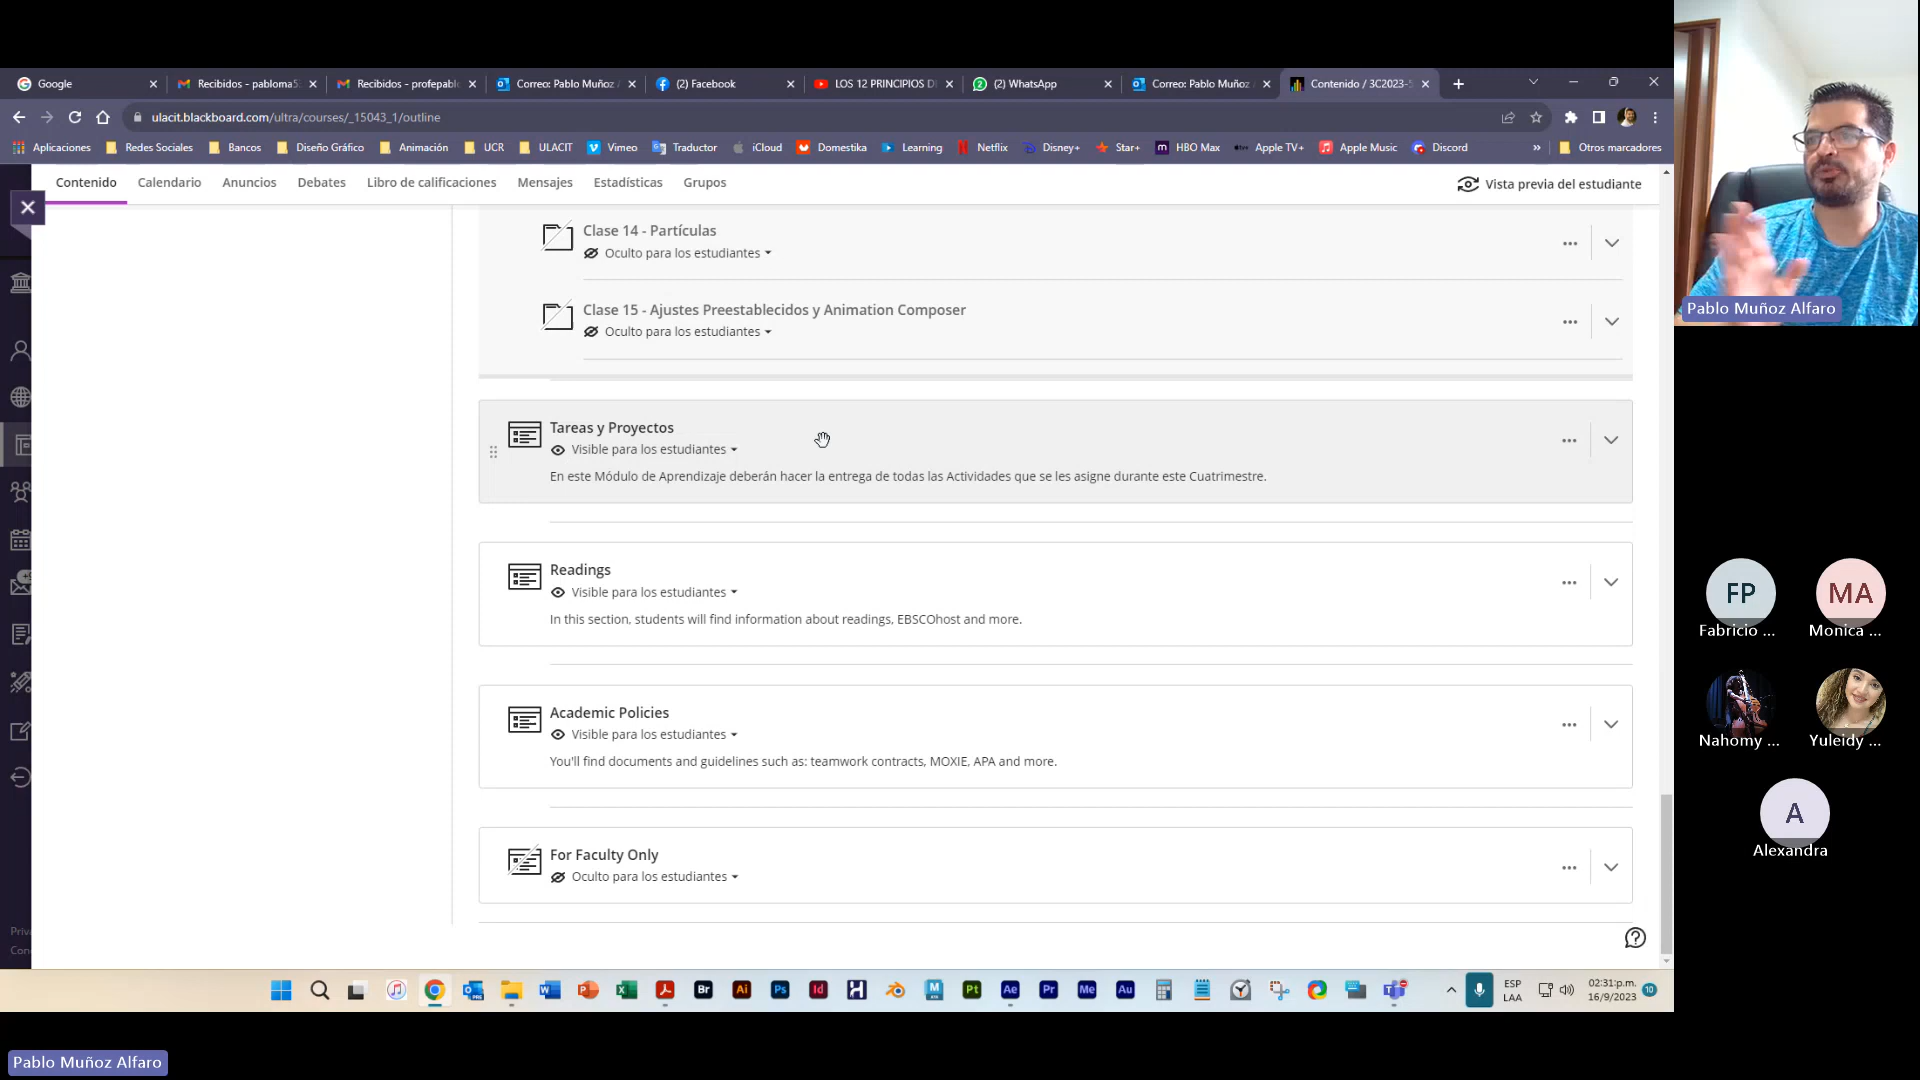 Google
Recibidos - pabloma5
Recibidos - profepabl
Correo: Pablo Muñoz
(2) Facebook
LOS 12 PRINCIPIOS D
(2) WhatsApp
Correo: Pablo Muñoz
Contenido / 3C2023-
ulacit.blackboard.com/ultra/courses/_15043_1/outline
Aplicaciones
Redes Sociales
Bancos
Diseño Gráfico
Animación
UCR
ULACIT
Vimeo
Traductor
iCloud
Domestika
Learning
Netflix
Disney+
Star+
HBO Max
Apple TV+
Apple Music
Discord
»
Otros marcadores
Contenido
Calendario
Anuncios
Debates
Libro de calificaciones
Mensajes
Estadísticas
Grupos
Vista previa del estudiante
Clase 14 - Partículas
Oculto para los estudiantes
Clase 15 - Ajustes Preestablecidos y Animation Composer
Oculto para los estudiantes
Tareas y Proyectos
Visible para los estudiantes
En este Módulo de Aprendizaje deberán hacer la entrega de todas las Actividades que se les asigne durante este Cuatrimestre.
Readings
Visible para los estudiantes
In this section, students will find information about readings, EBSCOhost and more.
Academic Policies
Visible para los estudiantes
You'll find documents and guidelines such as: teamwork contracts, MOXIE, APA and more.
For Faculty Only
Oculto para los estudiantes
Priv
Con
ESP
LAA
02:31 p.m.
16/9/2023
10
Pablo Muñoz Alfaro
FP
Fabricio ...
MA
Monica ...
Nahomy ...
Yuleidy ...
A
Alexandra
Pablo Muñoz Alfaro